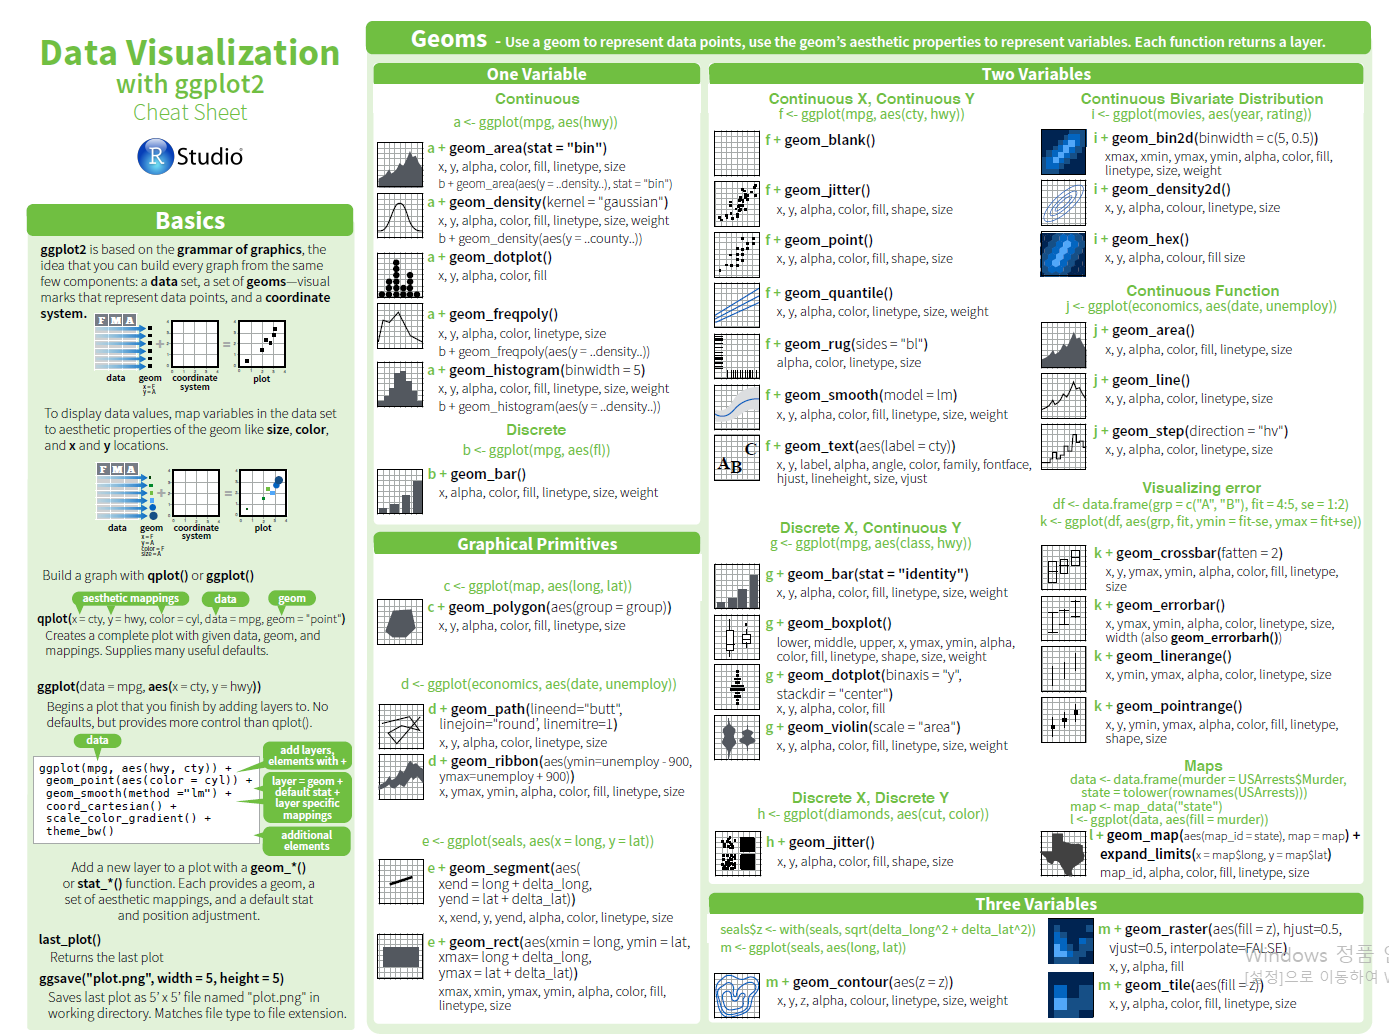 Data Visualization
with ggplot2
Cheat Sheet
R Studio
Basics
ggplot2 is based on the grammar of graphics, the
idea that you can build every graph from the same
few components: a data set, a set of geoms—visual
marks that represent data points, and a coordinate
system.
F M A
data geom coordinate system plot
x = F
y = A
To display data values, map variables in the data set
to aesthetic properties of the geom like size, color,
and x and y locations.
F M A
data geom coordinate system plot
x = F
y = A
color = F
size = A
Build a graph with qplot() or ggplot()
aesthetic mappings data geom
qplot(x = cty, y = hwy, color = cyl, data = mpg, geom = "point")
Creates a complete plot with given data, geom, and
mappings. Supplies many useful defaults.
ggplot(data = mpg, aes(x = cty, y = hwy))
Begins a plot that you finish by adding layers to. No
defaults, but provides more control than qplot().
data
ggplot(mpg, aes(hwy, cty)) +
geom_point(aes(color = cyl)) +
geom_smooth(method ="lm") +
coord_cartesian() +
scale_color_gradient() +
theme_bw()
add layers,
elements with +
layer = geom +
default stat +
layer specific
mappings
additional
elements
Add a new layer to a plot with a geom_*()
or stat_*() function. Each provides a geom, a
set of aesthetic mappings, and a default stat
and position adjustment.
last_plot()
Returns the last plot
ggsave("plot.png", width = 5, height = 5)
Saves last plot as 5' x 5' file named "plot.png" in
working directory. Matches file type to file extension.
Geoms - Use a geom to represent data points, use the geom's aesthetic properties to represent variables. Each function returns a layer.
One Variable
Continuous
a <- ggplot(mpg, aes(hwy))
a + geom_area(stat = "bin")
x, y, alpha, color, fill, linetype, size
b + geom_area(aes(y = ..density..), stat = "bin")
a + geom_density(kernel = "gaussian")
x, y, alpha, color, fill, linetype, size, weight
b + geom_density(aes(y = ..county..))
a + geom_dotplot()
x, y, alpha, color, fill
a + geom_freqpoly()
x, y, alpha, color, linetype, size
b + geom_freqpoly(aes(y = ..density..))
a + geom_histogram(binwidth = 5)
x, y, alpha, color, fill, linetype, size, weight
b + geom_histogram(aes(y = ..density..))
Discrete
b <- ggplot(mpg, aes(fl))
b + geom_bar()
x, alpha, color, fill, linetype, size, weight
Graphical Primitives
c <- ggplot(map, aes(long, lat))
c + geom_polygon(aes(group = group))
x, y, alpha, color, fill, linetype, size
d <- ggplot(economics, aes(date, unemploy))
d + geom_path(lineend="butt",
linejoin="round', linemitre=1)
x, y, alpha, color, linetype, size
d + geom_ribbon(aes(ymin=unemploy - 900,
ymax=unemploy + 900))
x, ymax, ymin, alpha, color, fill, linetype, size
e <- ggplot(seals, aes(x = long, y = lat))
e + geom_segment(aes(
xend = long + delta_long,
yend = lat + delta_lat))
x, xend, y, yend, alpha, color, linetype, size
e + geom_rect(aes(xmin = long, ymin = lat,
xmax= long + delta_long,
ymax = lat + delta_lat))
xmax, xmin, ymax, ymin, alpha, color, fill,
linetype, size
Two Variables
Continuous X, Continuous Y
f <- ggplot(mpg, aes(cty, hwy))
f + geom_blank()
f + geom_jitter()
x, y, alpha, color, fill, shape, size
f + geom_point()
x, y, alpha, color, fill, shape, size
f + geom_quantile()
x, y, alpha, color, linetype, size, weight
f + geom_rug(sides = "bl")
alpha, color, linetype, size
f + geom_smooth(model = lm)
x, y, alpha, color, fill, linetype, size, weight
A B C
f + geom_text(aes(label = cty))
x, y, label, alpha, angle, color, family, fontface,
hjust, lineheight, size, vjust
Discrete X, Continuous Y
g <- ggplot(mpg, aes(class, hwy))
g + geom_bar(stat = "identity")
x, y, alpha, color, fill, linetype, size, weight
g + geom_boxplot()
lower, middle, upper, x, ymax, ymin, alpha,
color, fill, linetype, shape, size, weight
g + geom_dotplot(binaxis = "y",
stackdir = "center")
x, y, alpha, color, fill
g + geom_violin(scale = "area")
x, y, alpha, color, fill, linetype, size, weight
Discrete X, Discrete Y
h <- ggplot(diamonds, aes(cut, color))
h + geom_jitter()
x, y, alpha, color, fill, shape, size
Continuous Bivariate Distribution
i <- ggplot(movies, aes(year, rating))
i + geom_bin2d(binwidth = c(5, 0.5))
xmax, xmin, ymax, ymin, alpha, color, fill,
linetype, size, weight
i + geom_density2d()
x, y, alpha, colour, linetype, size
i + geom_hex()
x, y, alpha, colour, fill size
Continuous Function
j <- ggplot(economics, aes(date, unemploy))
j + geom_area()
x, y, alpha, color, fill, linetype, size
j + geom_line()
x, y, alpha, color, linetype, size
j + geom_step(direction = "hv")
x, y, alpha, color, linetype, size
Visualizing error
df <- data.frame(grp = c("A", "B"), fit = 4:5, se = 1:2)
k <- ggplot(df, aes(grp, fit, ymin = fit-se, ymax = fit+se))
k + geom_crossbar(fatten = 2)
x, y, ymax, ymin, alpha, color, fill, linetype,
size
k + geom_errorbar()
x, ymax, ymin, alpha, color, linetype, size,
width (also geom_errorbarh())
k + geom_linerange()
x, ymin, ymax, alpha, color, linetype, size
k + geom_pointrange()
x, y, ymin, ymax, alpha, color, fill, linetype,
shape, size
Maps
data <- data.frame(murder = USArrests$Murder,
state = tolower(rownames(USArrests)))
map <- map_data("state")
l <- ggplot(data, aes(fill = murder))
l + geom_map(aes(map_id = state), map = map) +
expand_limits(x = map$long, y = map$lat)
map_id, alpha, color, fill, linetype, size
Three Variables
seals$z <- with(seals, sqrt(delta_long^2 + delta_lat^2))
m <- ggplot(seals, aes(long, lat))
m + geom_contour(aes(z = z))
x, y, z, alpha, colour, linetype, size, weight
m + geom_raster(aes(fill = z), hjust=0.5,
vjust=0.5, interpolate=FALSE)
x, y, alpha, fill
m + geom_tile(aes(fill = z))
x, y, alpha, color, fill, linetype, size
Windows 정품
[설정]으로 이동하여